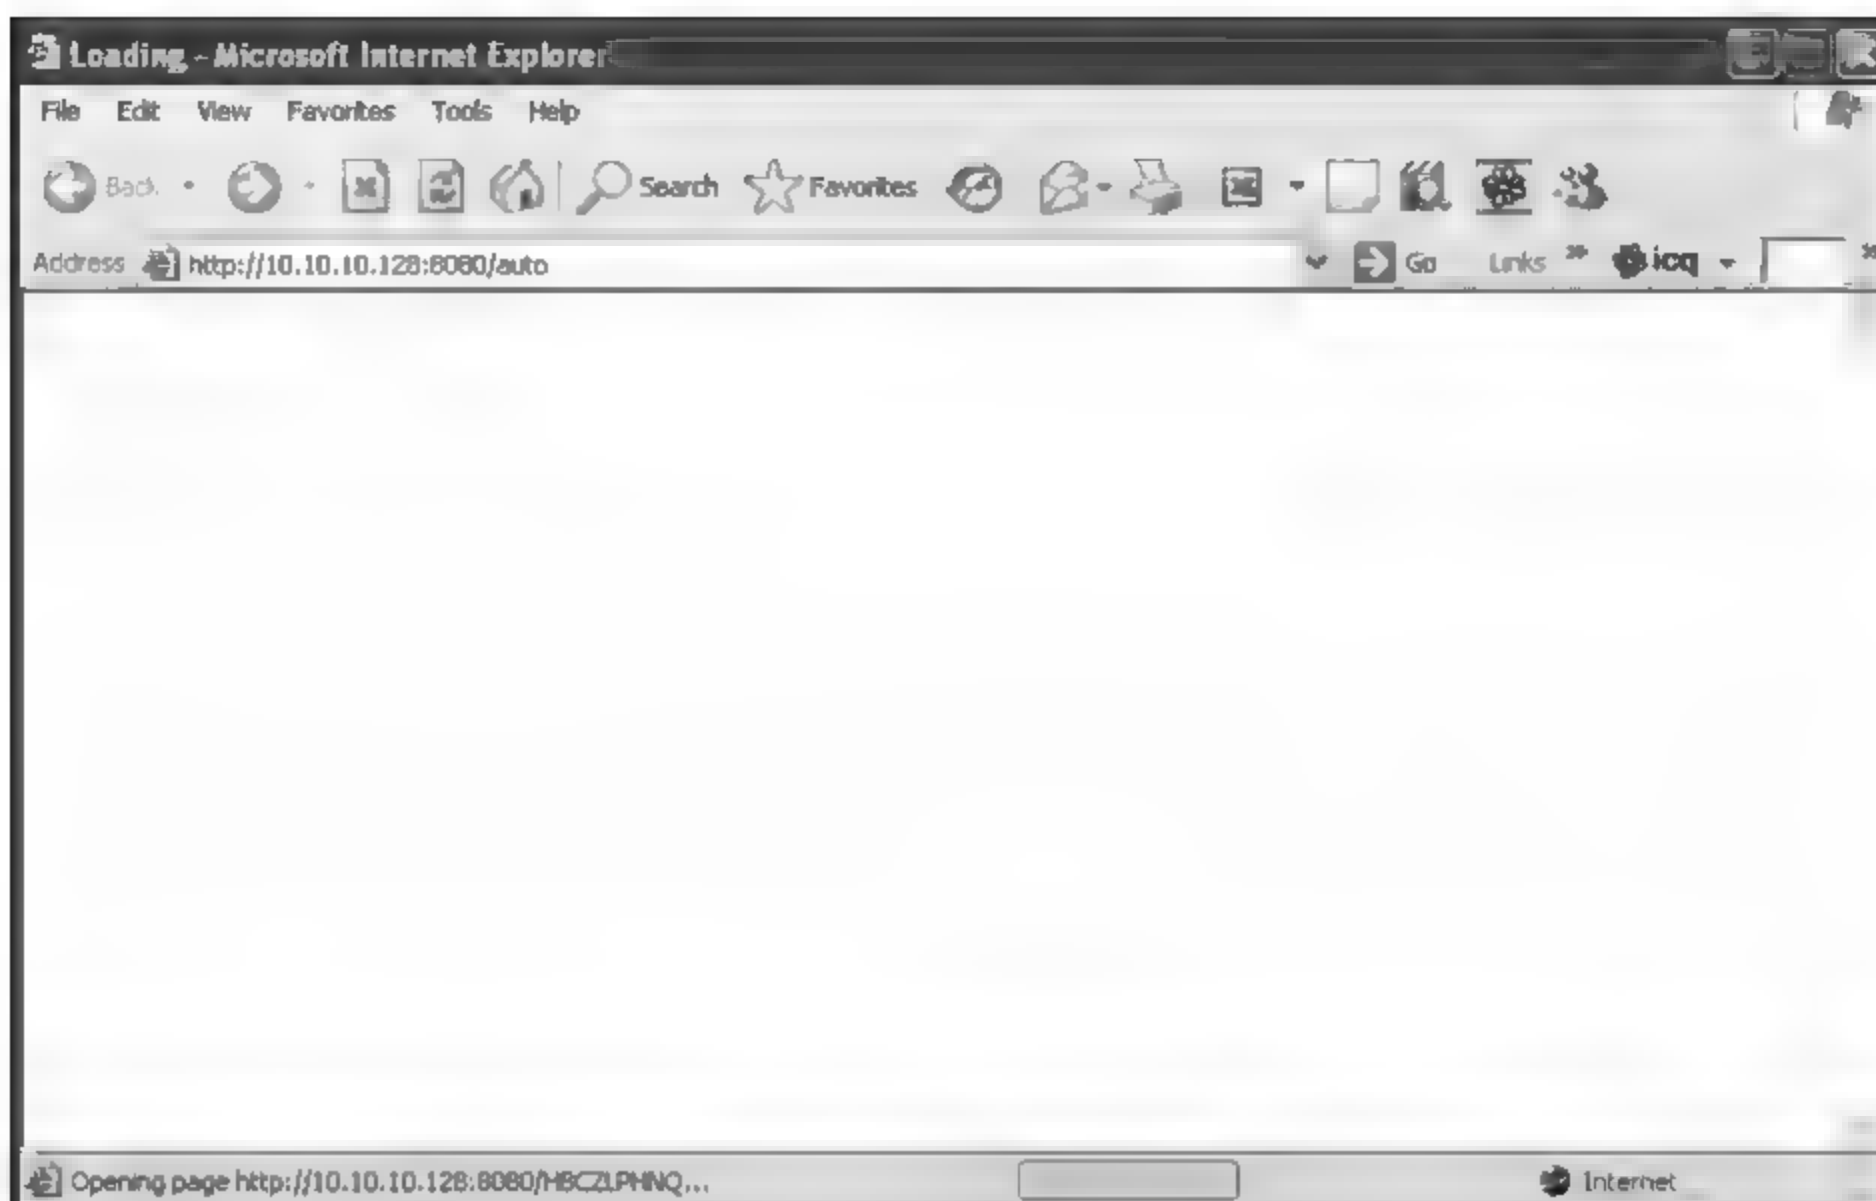 Loading - Microsoft Internet Explorer
File Edit View Favorites Tools Help
Back Search Favorites
Address http://10.10.10.128:8080/auto Go Links » icq »
Opening page http://10.10.10.128:8080/ Internet